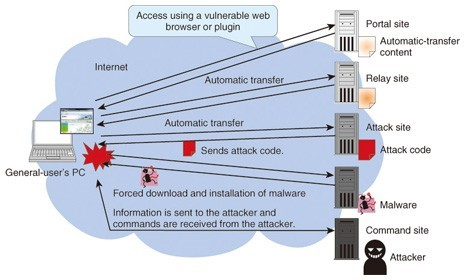 Access using a vulnerable web
browser or plugin
Portal site
Automatic-transfer
content
Internet
Automatic transfer
Relay site
Automatic transfer
Attack site
Sends attack code.
Attack code
General-user's PC
Forced download and installation of malware
Malware
Information is sent to the attacker and
commands are received from the attacker.
Command site
Attacker